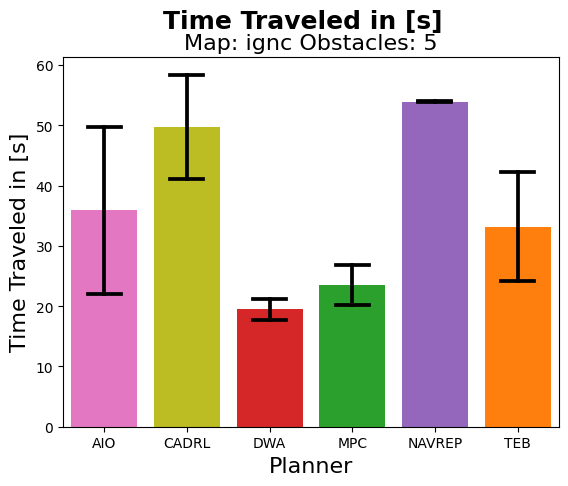 Time Traveled in [s]
Map: ignc Obstacles: 5
Time Traveled in [s]
60
50
40
30
20
10
0
AIO CADRL DWA MPC NAVREP TEB
Planner